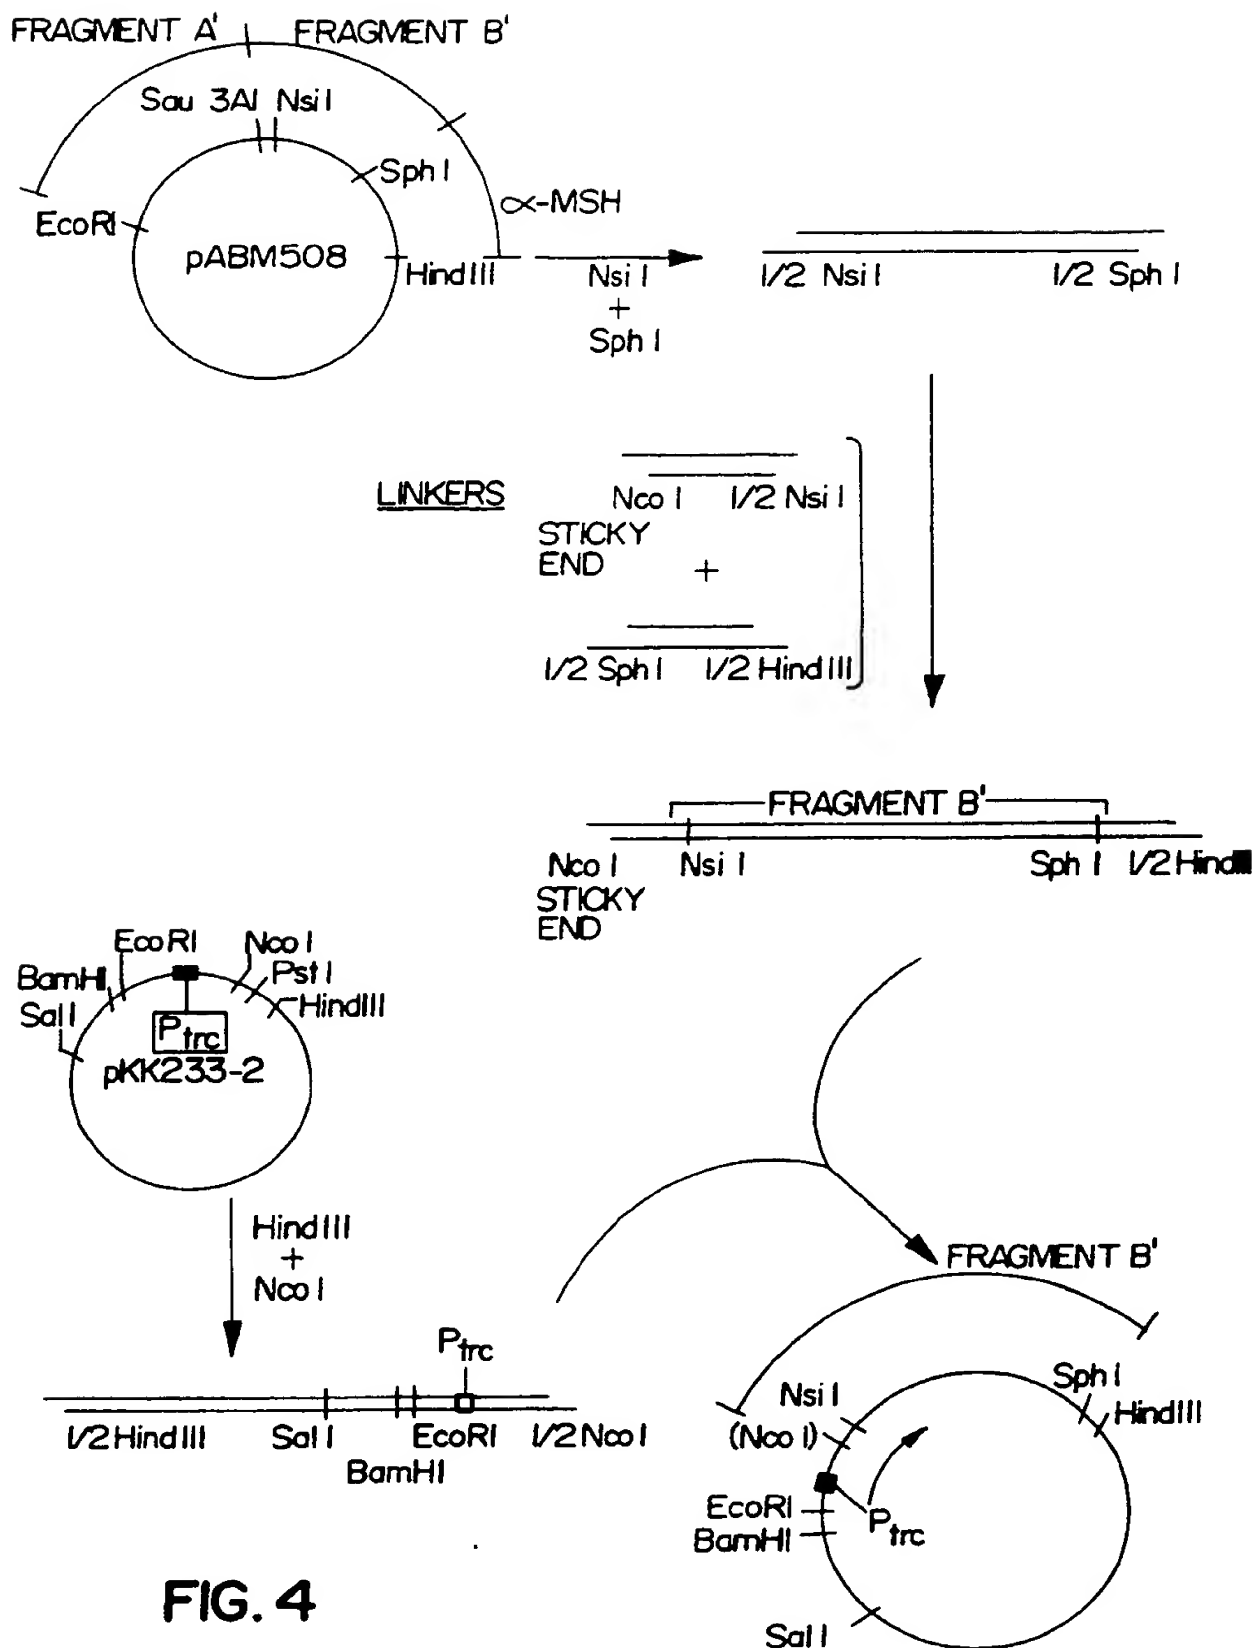 FRAGMENT A' FRAGMENT B'
Sau 3AI NsiI
SphI
α-MSH
EcoRI
pABM508
HindIII
NsiI
+
SphI
1/2 NsiI 1/2 SphI
LINKERS
NcoI 1/2 NsiI
STICKY
END
+
1/2 SphI 1/2 HindIII
FRAGMENT B'
NcoI NsiI SphI 1/2 HindIII
STICKY
END
EcoRI NcoI
BamHI PstI
SalI HindIII
Ptrc
pKK233-2
HindIII
+
NcoI
Ptrc
1/2 HindIII SalI EcoRI 1/2 NcoI
BamHI
FRAGMENT B'
SphI
NsiI HindIII
(NcoI)
EcoRI Ptrc
BamHI
SalI
FIG. 4